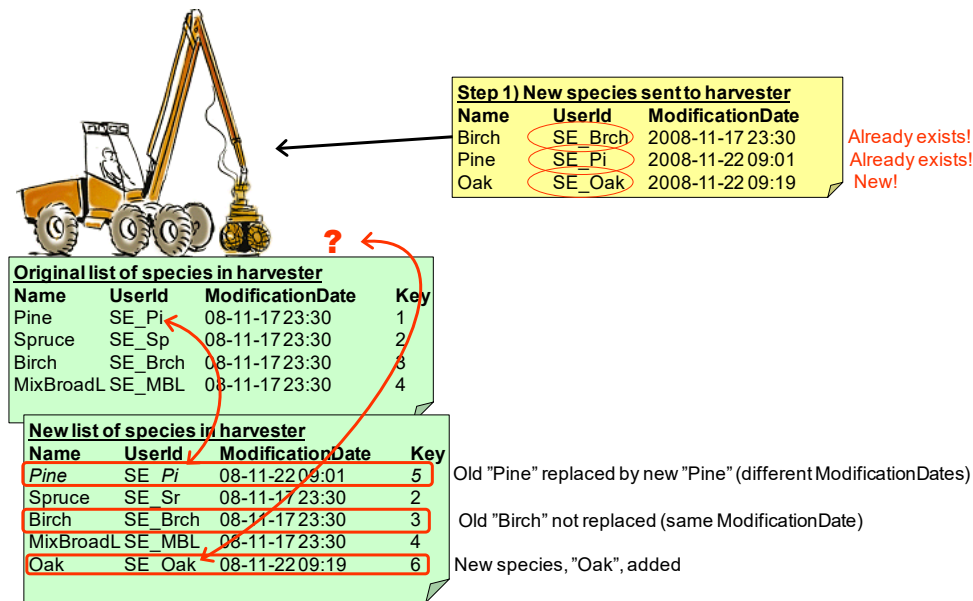 Step 1) New species sent to harvester
Name UserId ModificationDate
Birch SE_Brch 2008-11-17 23:30 Already exists!
Pine SE_Pi 2008-11-22 09:01 Already exists!
Oak SE_Oak 2008-11-22 09:19 New!
?
Original list of species in harvester
Name UserId ModificationDate Key
Pine SE_Pi 08-11-17 23:30 1
Spruce SE_Sp 08-11-17 23:30 2
Birch SE_Brch 08-11-17 23:30 3
MixBroadL SE_MBL 08-11-17 23:30 4
New list of species in harvester
Name UserId ModificationDate Key
Pine SE_Pi 08-11-22 09:01 5 Old ”Pine” replaced by new ”Pine” (different ModificationDates)
Spruce SE_Sr 08-11-17 23:30 2
Birch SE_Brch 08-11-17 23:30 3 Old ”Birch” not replaced (same ModificationDate)
MixBroadL SE_MBL 08-11-17 23:30 4
Oak SE_Oak 08-11-22 09:19 6 New species, ”Oak”, added